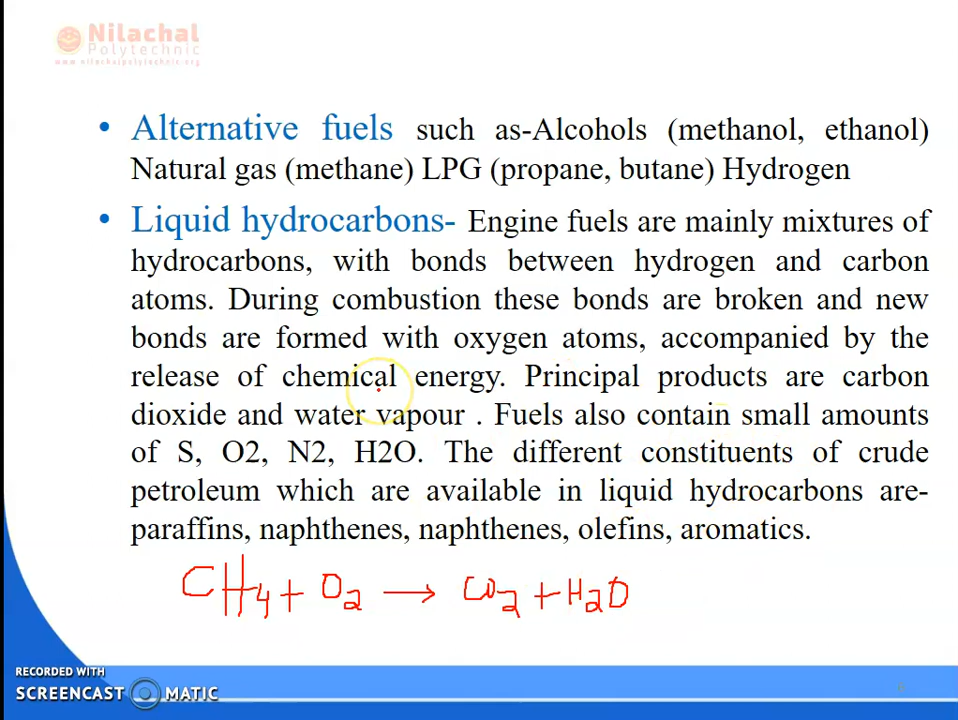 Nilachal
Polytechnic
www.nilachalpolytechnic.org
• Alternative fuels such as-Alcohols (methanol, ethanol)
Natural gas (methane) LPG (propane, butane) Hydrogen
• Liquid hydrocarbons- Engine fuels are mainly mixtures of
hydrocarbons, with bonds between hydrogen and carbon
atoms. During combustion these bonds are broken and new
bonds are formed with oxygen atoms, accompanied by the
release of chemical energy. Principal products are carbon
dioxide and water vapour . Fuels also contain small amounts
of S, O2, N2, H2O. The different constituents of crude
petroleum which are available in liquid hydrocarbons are-
paraffins, naphthenes, naphthenes, olefins, aromatics.
CH4 + O2 → CO2 + H2O
RECORDED WITH
SCREENCAST MATIC